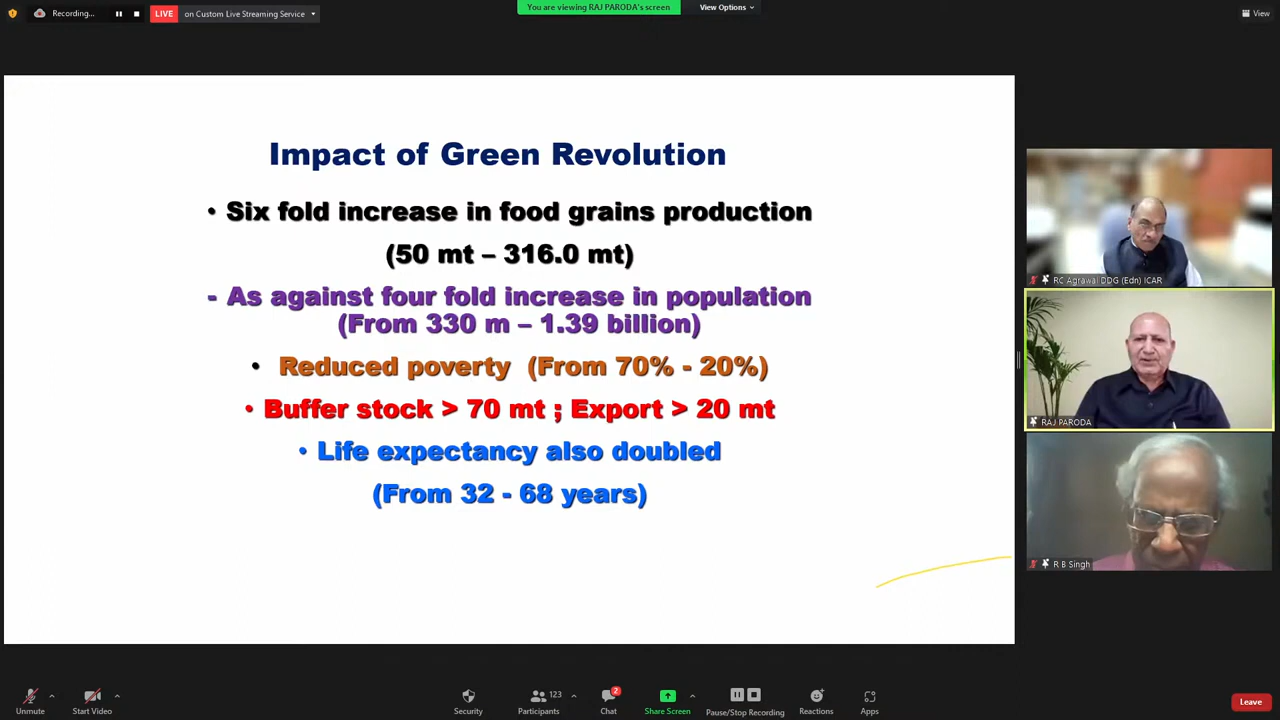 Recording...
LIVE on Custom Live Streaming Service
You are viewing RAJ PARODA's screen
View Options
View
Impact of Green Revolution
• Six fold increase in food grains production
(50 mt – 316.0 mt)
- As against four fold increase in population
(From 330 m – 1.39 billion)
• Reduced poverty (From 70% - 20%)
• Buffer stock > 70 mt ; Export > 20 mt
• Life expectancy also doubled
(From 32 - 68 years)
RC Agrawal DDG (Edn) ICAR
RAJ PARODA
R B Singh
Unmute
Start Video
Security
123
Participants
2
Chat
Share Screen
Pause/Stop Recording
Reactions
Apps
Leave